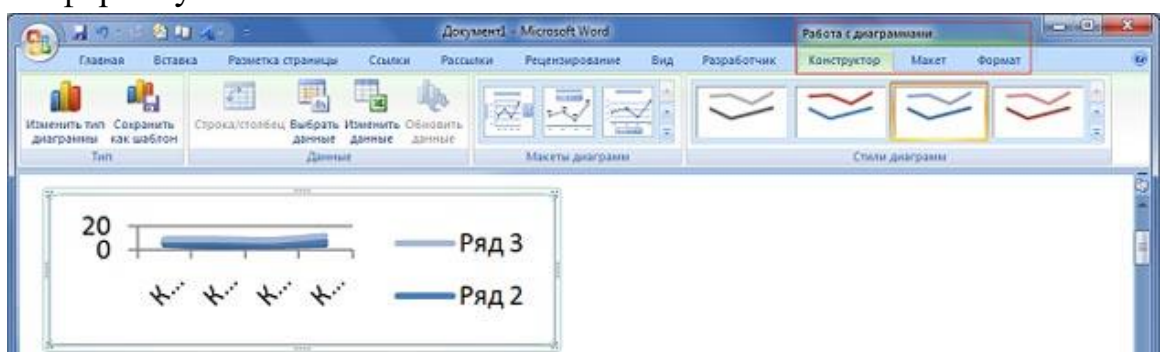 Документ1 - Microsoft Word
Работа с диаграммами
Главная Вставка Разметка страницы Ссылки Рассылки Рецензирование Вид Разработчик Конструктор Макет Формат
Изменить тип диаграммы
Сохранить как шаблон
Строка/столбец
Выбрать данные
Изменить данные
Обновить данные
Тип Данные Макеты диаграмм Стили диаграмм
20
0
К... К... К... К...
Ряд 3
Ряд 2